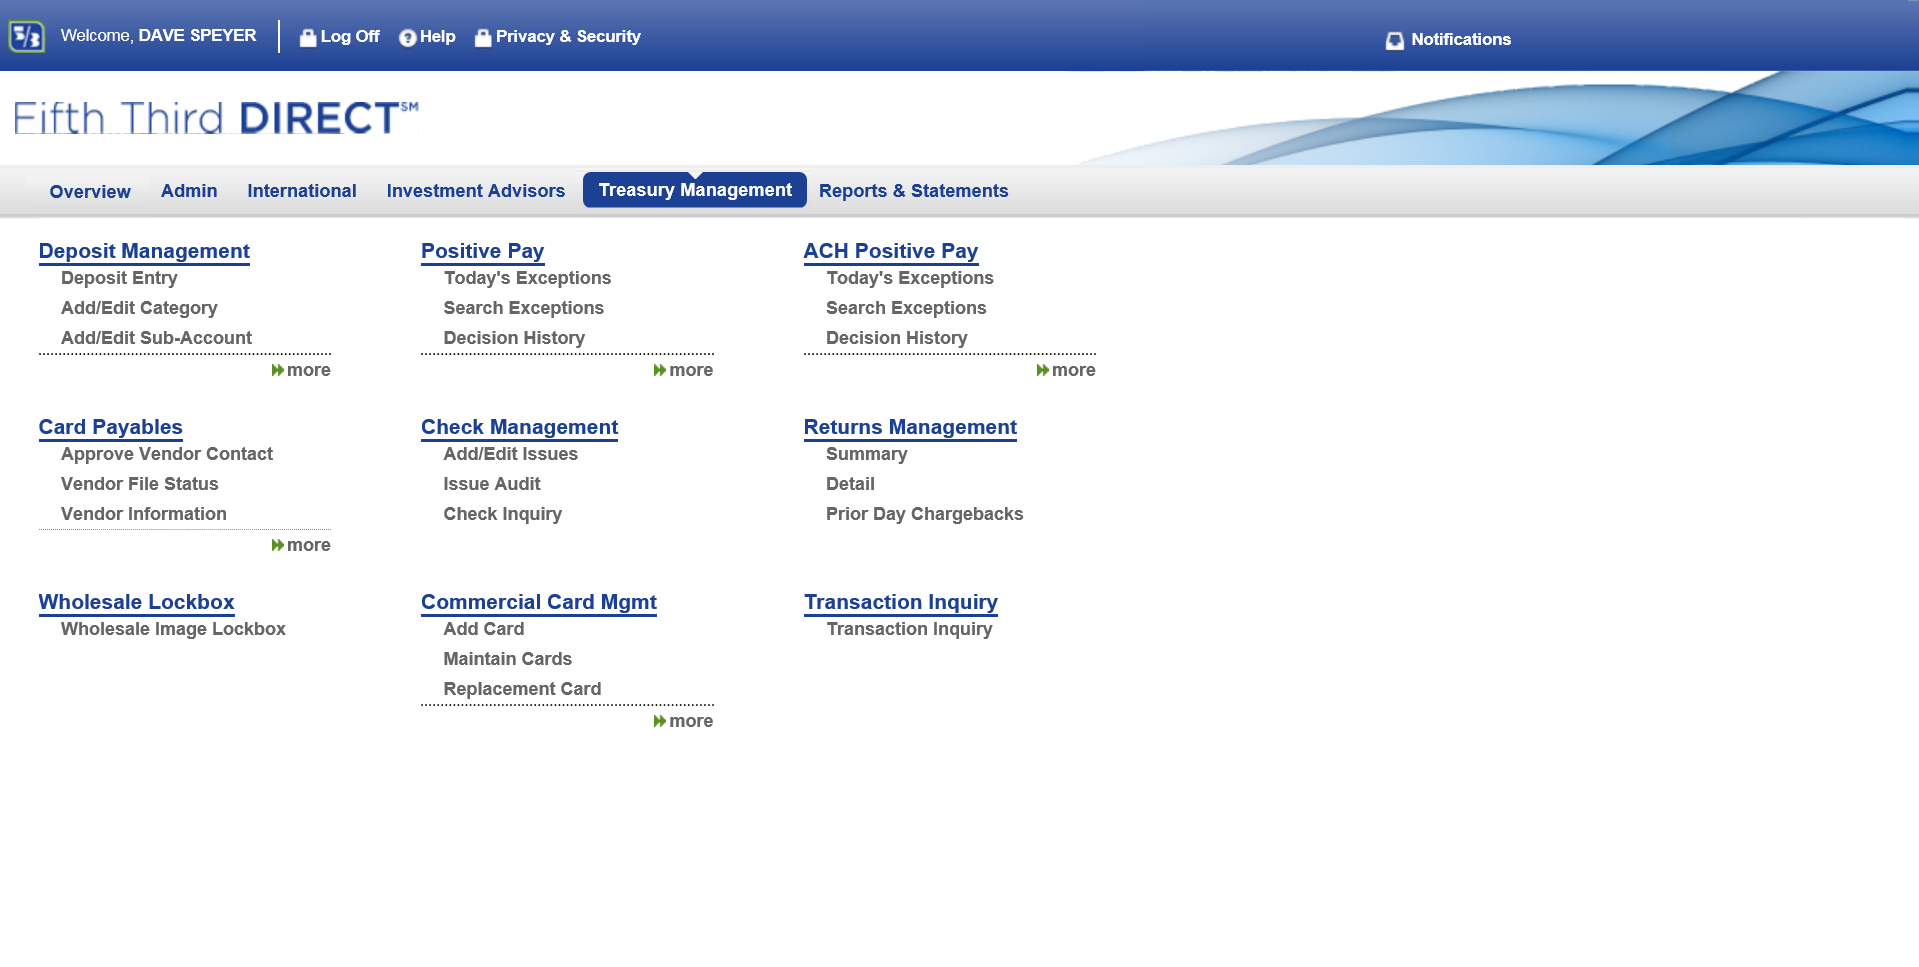 5/3 Welcome, DAVE SPEYER Log Off Help Privacy & Security Notifications
Fifth Third DIRECT℠
Overview Admin International Investment Advisors Treasury Management Reports & Statements
Deposit Management
Deposit Entry
Add/Edit Category
Add/Edit Sub-Account
more
Positive Pay
Today's Exceptions
Search Exceptions
Decision History
more
ACH Positive Pay
Today's Exceptions
Search Exceptions
Decision History
more
Card Payables
Approve Vendor Contact
Vendor File Status
Vendor Information
more
Check Management
Add/Edit Issues
Issue Audit
Check Inquiry
Returns Management
Summary
Detail
Prior Day Chargebacks
Wholesale Lockbox
Wholesale Image Lockbox
Commercial Card Mgmt
Add Card
Maintain Cards
Replacement Card
more
Transaction Inquiry
Transaction Inquiry